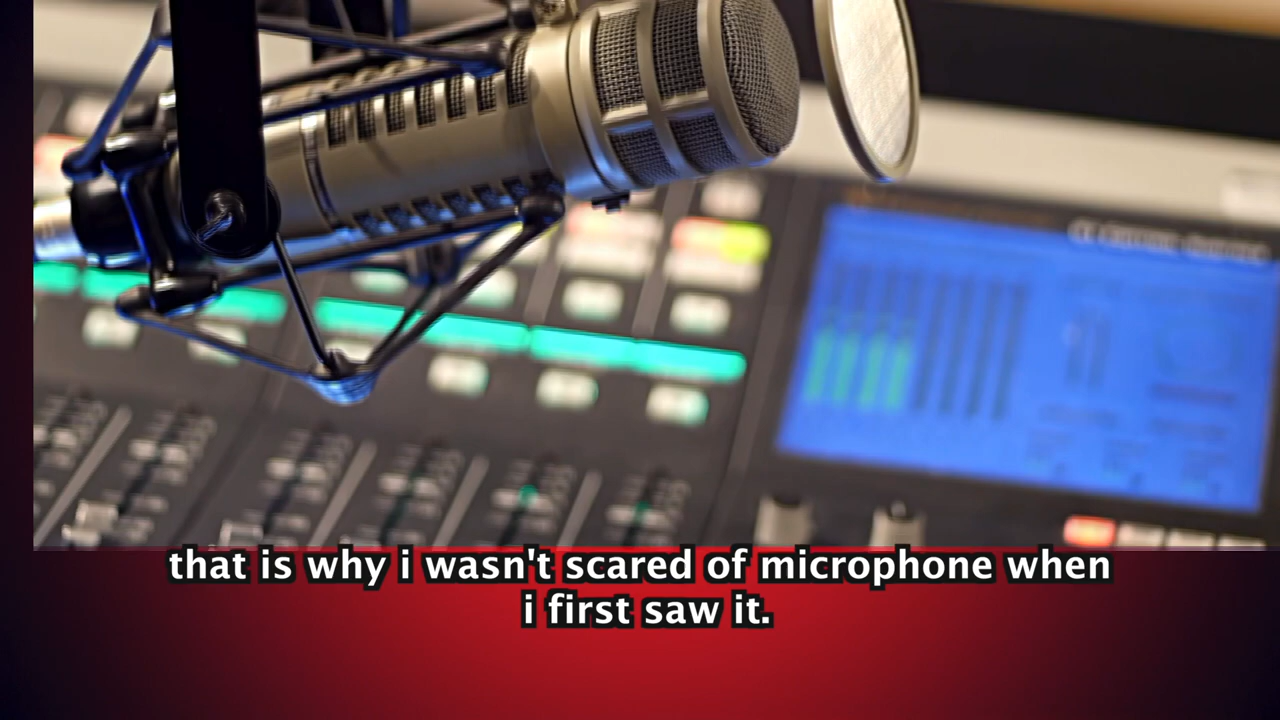 that is why i wasn't scared of microphone when
i first saw it.